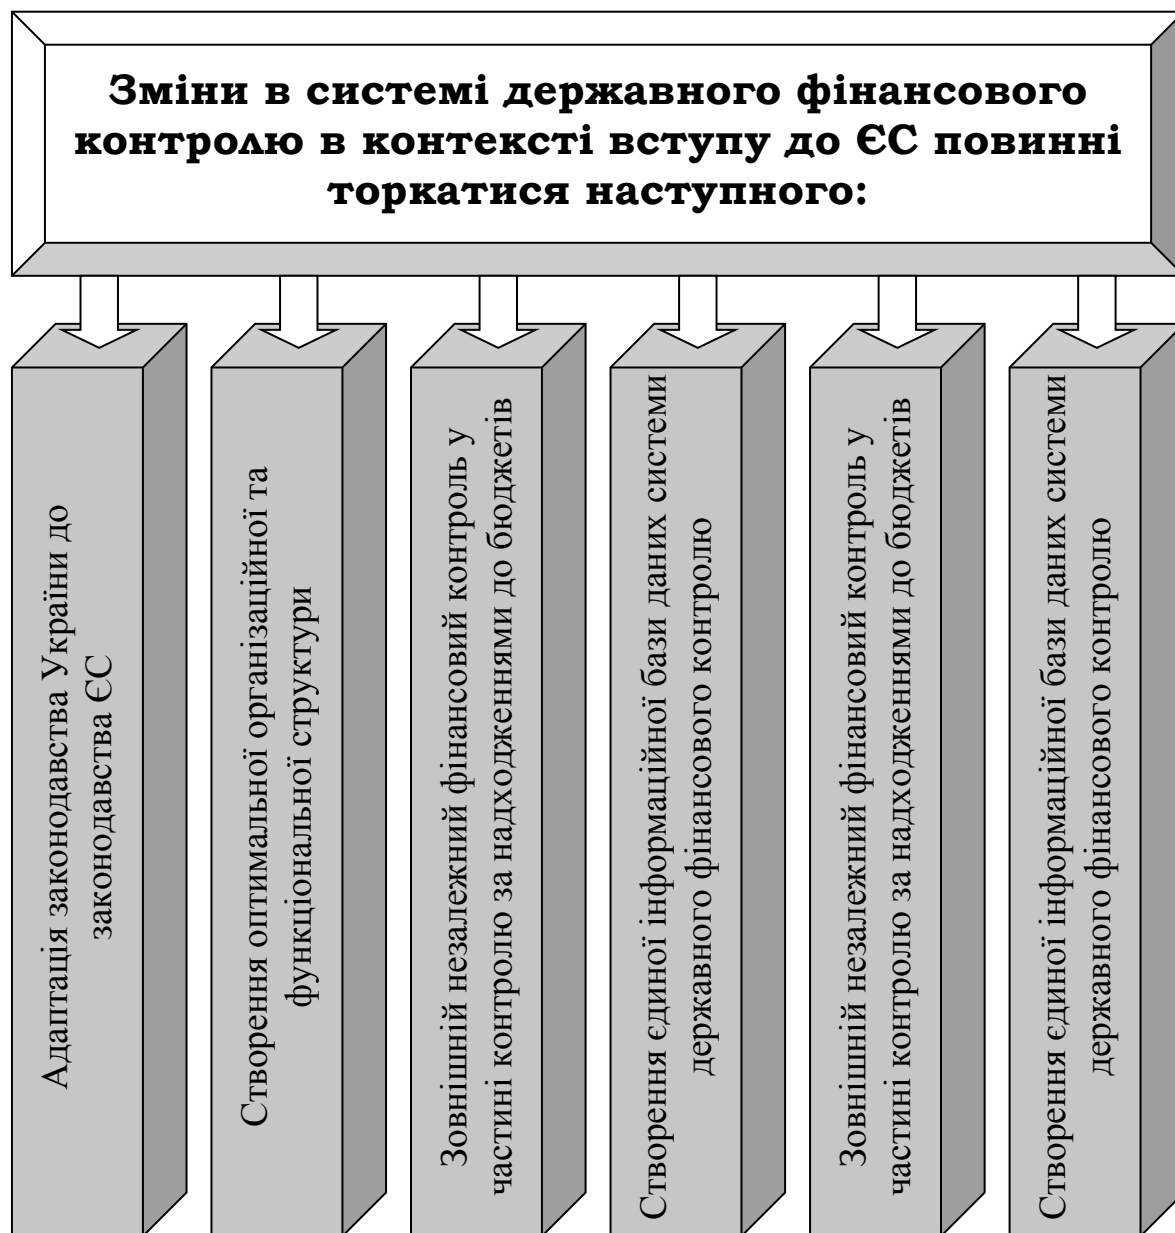 Зміни в системі державного фінансового
контролю в контексті вступу до ЄС повинні
торкатися наступного:
Адаптація законодавства України до
законодавства ЄС
Створення оптимальної організаційної та
функціональної структури
Зовнішній незалежний фінансовий контроль у
частині контролю за надходженнями до бюджетів
Створення єдиної інформаційної бази даних системи
державного фінансового контролю
Зовнішній незалежний фінансовий контроль у
частині контролю за надходженнями до бюджетів
Створення єдиної інформаційної бази даних системи
державного фінансового контролю